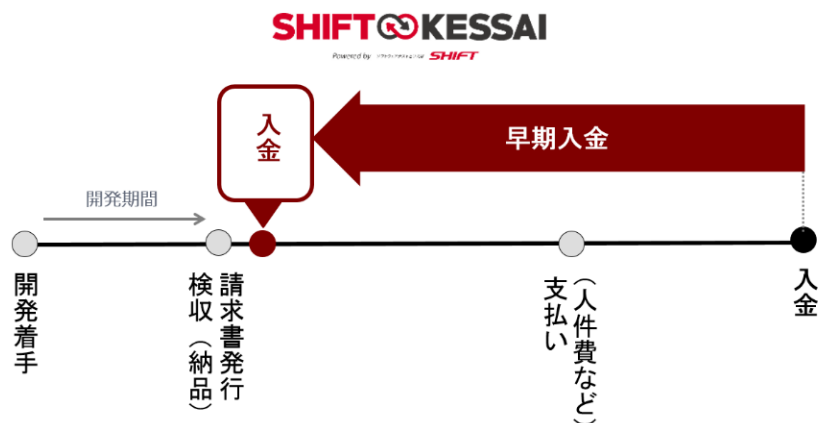 SHIFT KESSAI
Powered by SHIFT
入金
早期入金
開発期間
開発着手
請求書発行
検収（納品）
（人件費など）
支払い
入金